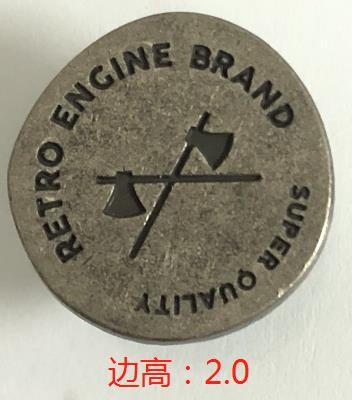 RETRO ENGINE BRAND
SUPER QUALITY
边高：2.0